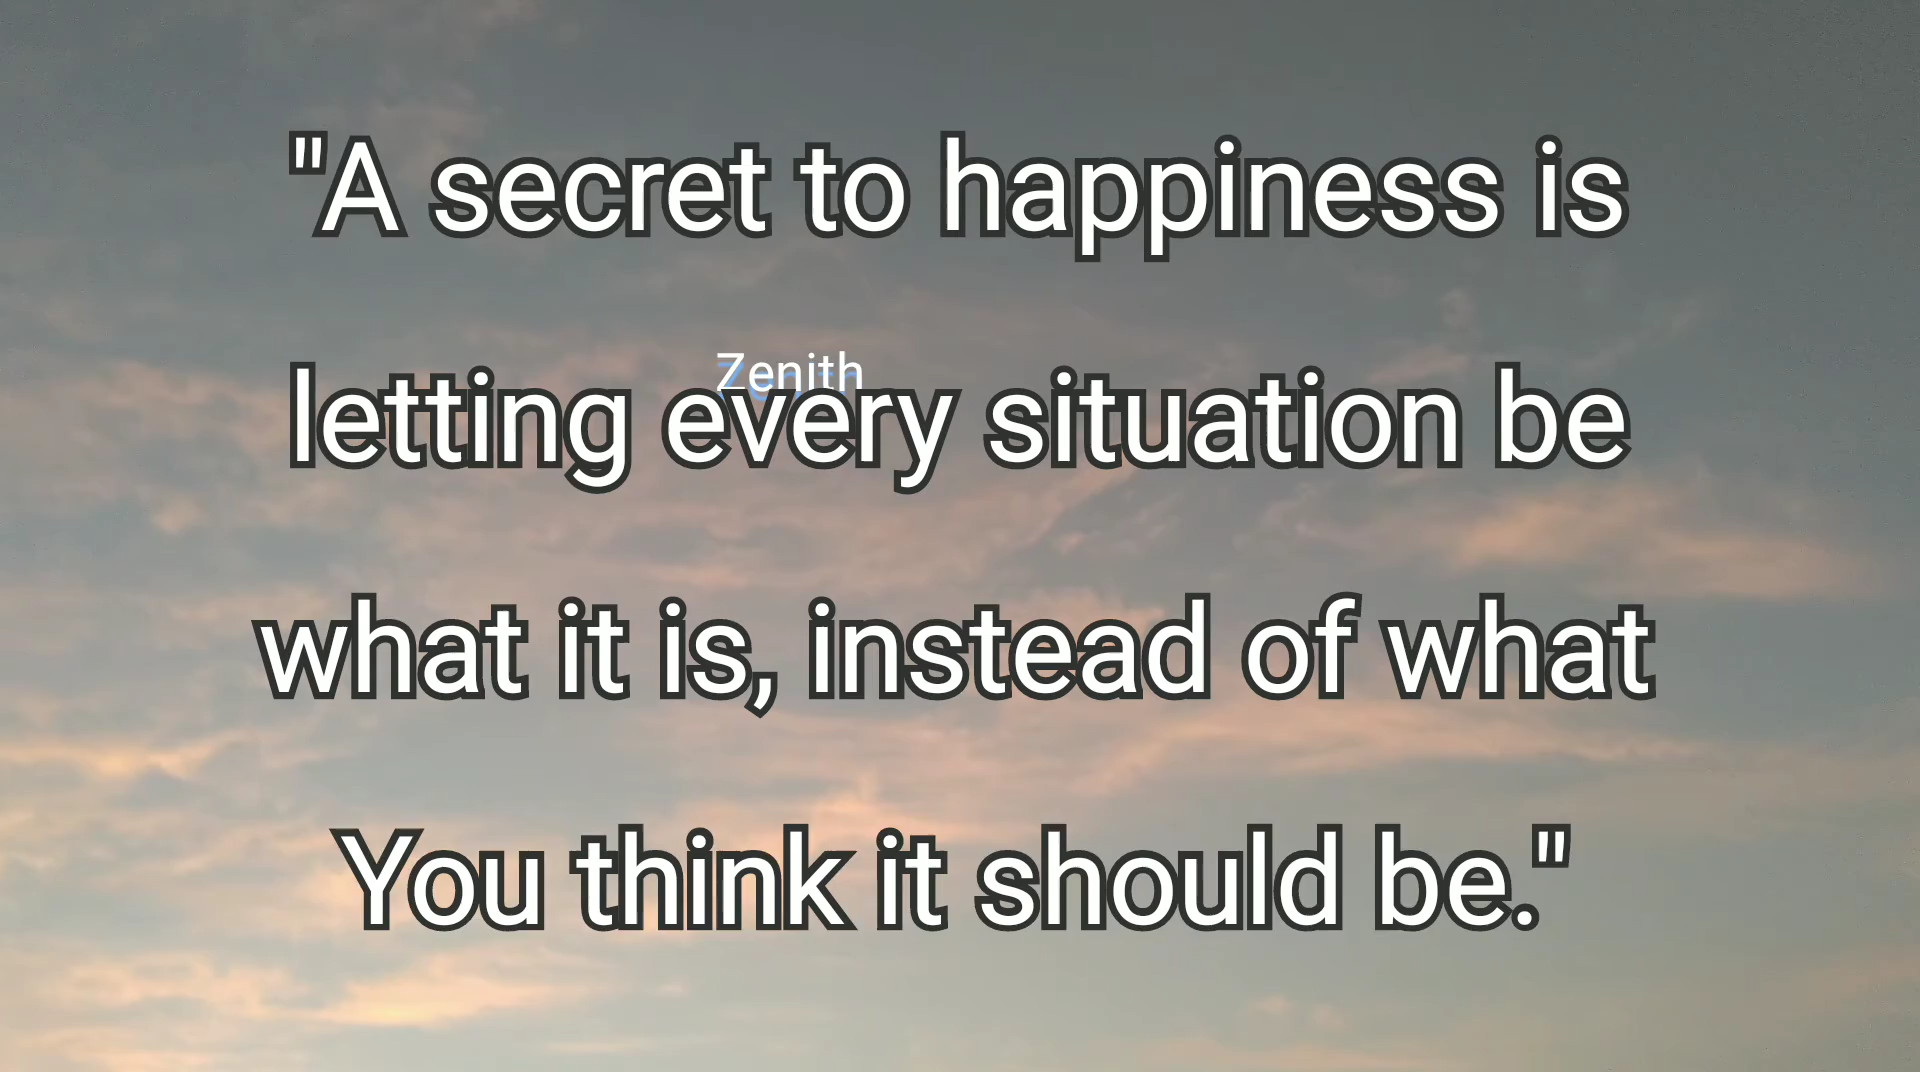 "A secret to happiness is
Zenith
letting every situation be
what it is, instead of what
You think it should be."